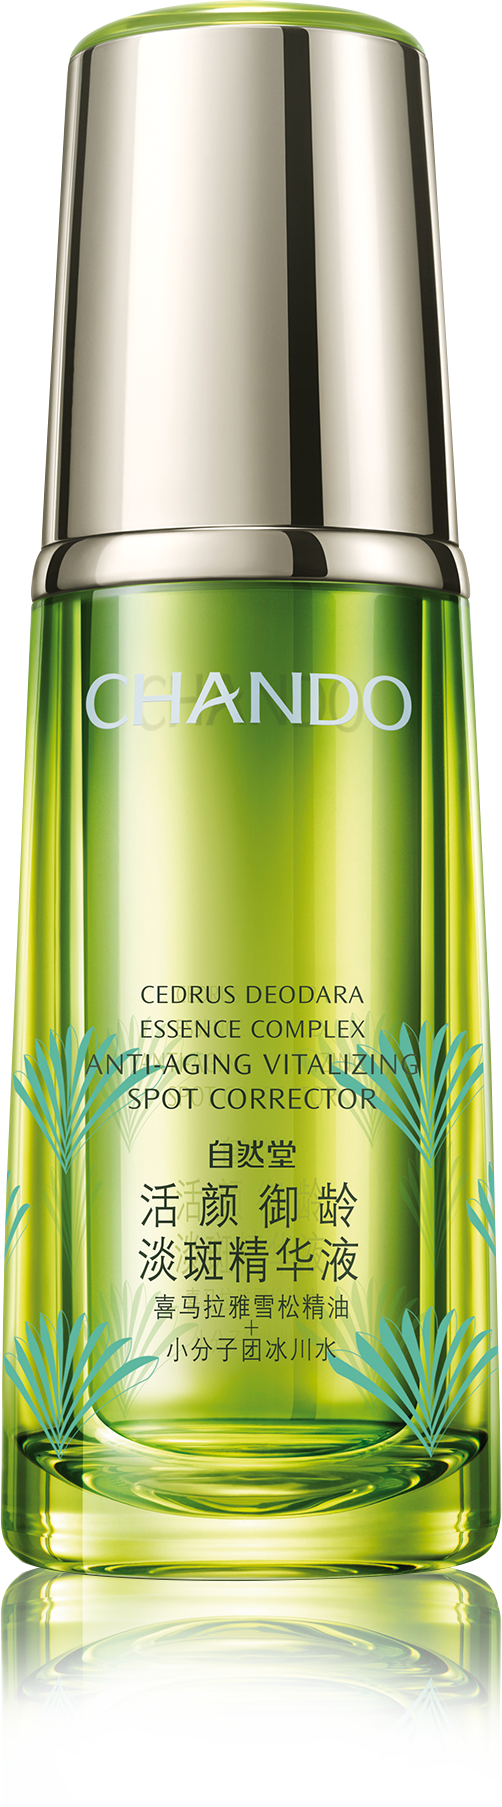 CHANDO
CEDRUS DEODARA
ESSENCE COMPLEX
ANTI-AGING VITALIZING
SPOT CORRECTOR
自然堂
活颜 御龄
淡斑精华液
喜马拉雅雪松精油
+
小分子团冰川水